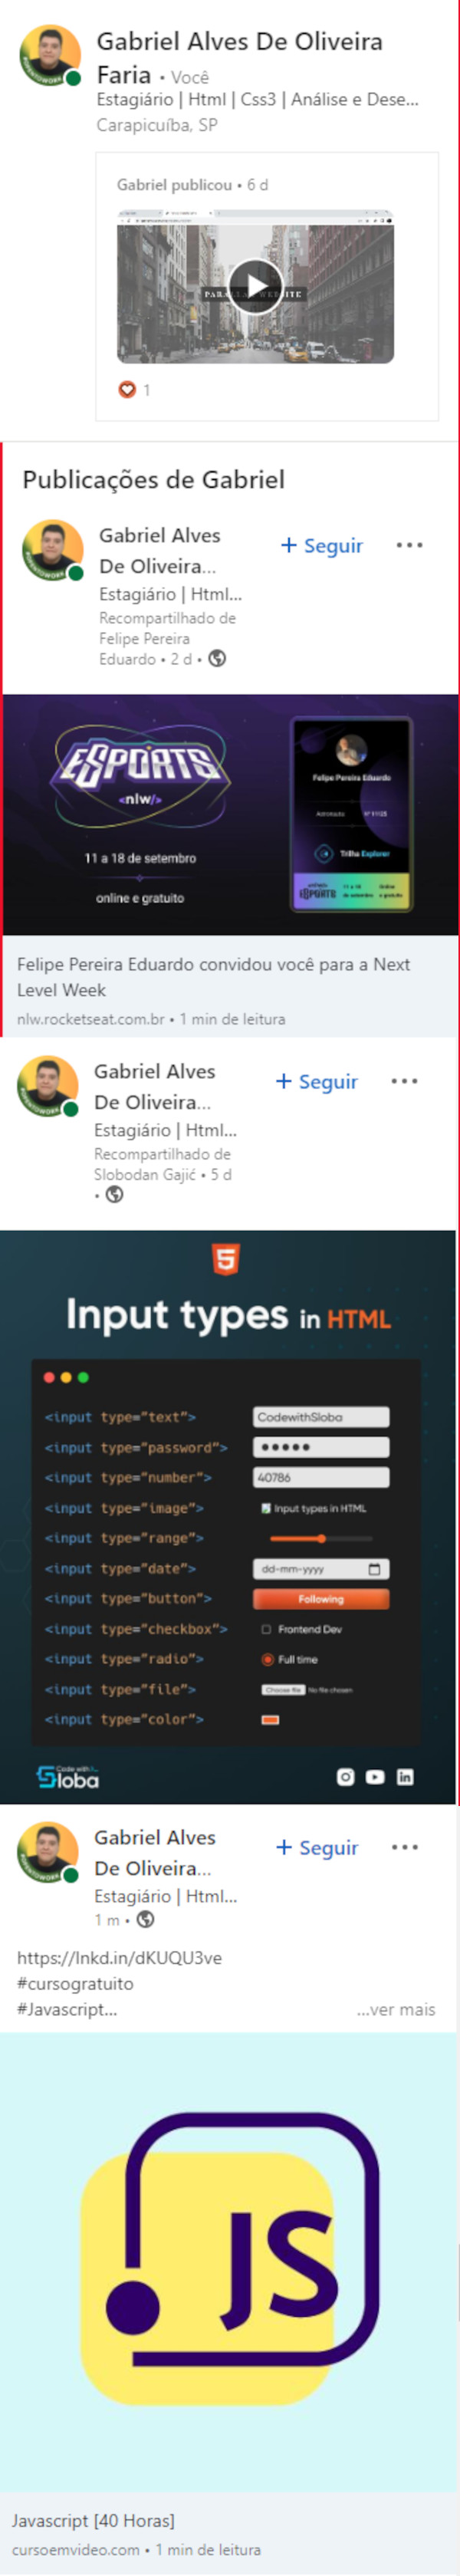 Gabriel Alves De Oliveira
Faria • Você
Estagiário | Html | Css3 | Análise e Dese...
Carapicuíba, SP
Gabriel publicou • 6 d
1
Publicações de Gabriel
Gabriel Alves
De Oliveira...
+ Seguir
Estagiário | Html...
Recompartilhado de
Felipe Pereira
Eduardo • 2 d •
eSPORTS
<nlw/>
11 a 18 de setembro
online e gratuito
Felipe Pereira Eduardo
Astronauta
Trilha Explorer
eSPORTS
Felipe Pereira Eduardo convidou você para a Next
Level Week
nlw.rocketseat.com.br • 1 min de leitura
Gabriel Alves
De Oliveira...
+ Seguir
Estagiário | Html...
Recompartilhado de
Slobodan Gajić • 5 d
•
5
Input types in HTML
<input type="text"> CodewithSloba
<input type="password"> •••••
<input type="number"> 40786
<input type="image"> Input types in HTML
<input type="range">
<input type="date"> dd-mm-yyyy
<input type="button"> Following
<input type="checkbox"> Frontend Dev
<input type="radio"> Full time
<input type="file"> Choose file No file chosen
<input type="color">
Code with
Sloba
in
Gabriel Alves
De Oliveira...
+ Seguir
Estagiário | Html...
1 m •
https://lnkd.in/dKUQU3ve
#cursogratuito
#Javascript...
...ver mais
JS
Javascript [40 Horas]
cursoemvideo.com • 1 min de leitura